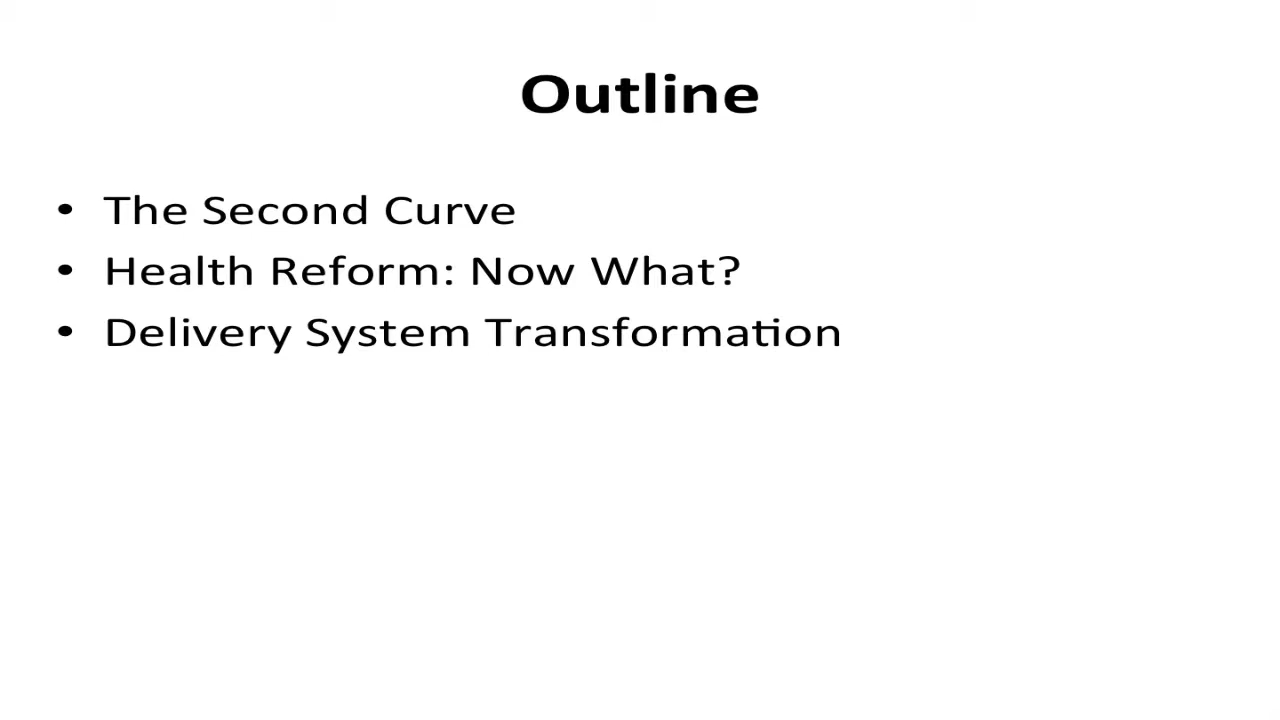 Outline
• The Second Curve
• Health Reform: Now What?
• Delivery System Transformation